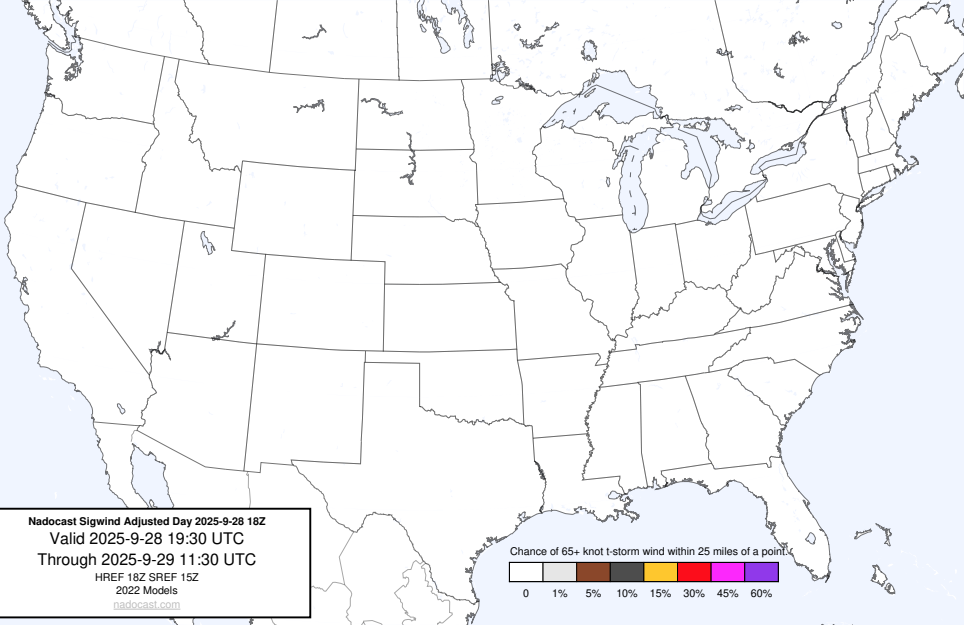 Nadocast Sigwind Adjusted Day 2025-9-28 18Z
Valid 2025-9-28 19:30 UTC
Through 2025-9-29 11:30 UTC
HREF 18Z SREF 15Z
2022 Models
nadocast.com
Chance of 65+ knot t-storm wind within 25 miles of a point.
0 1% 5% 10% 15% 30% 45% 60%